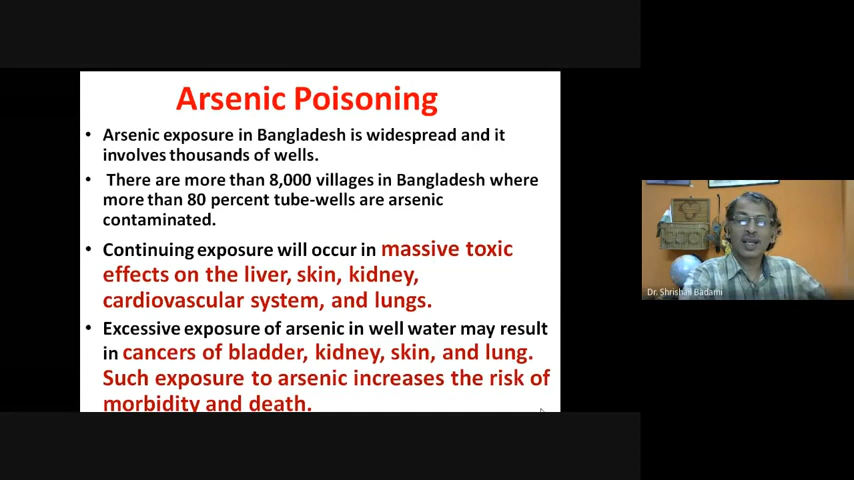 Arsenic Poisoning
• Arsenic exposure in Bangladesh is widespread and it
involves thousands of wells.
• There are more than 8,000 villages in Bangladesh where
more than 80 percent tube-wells are arsenic
contaminated.
• Continuing exposure will occur in massive toxic
effects on the liver, skin, kidney,
cardiovascular system, and lungs.
• Excessive exposure of arsenic in well water may result
in cancers of bladder, kidney, skin, and lung.
Such exposure to arsenic increases the risk of
morbidity and death.
Dr. Shrishail Badami